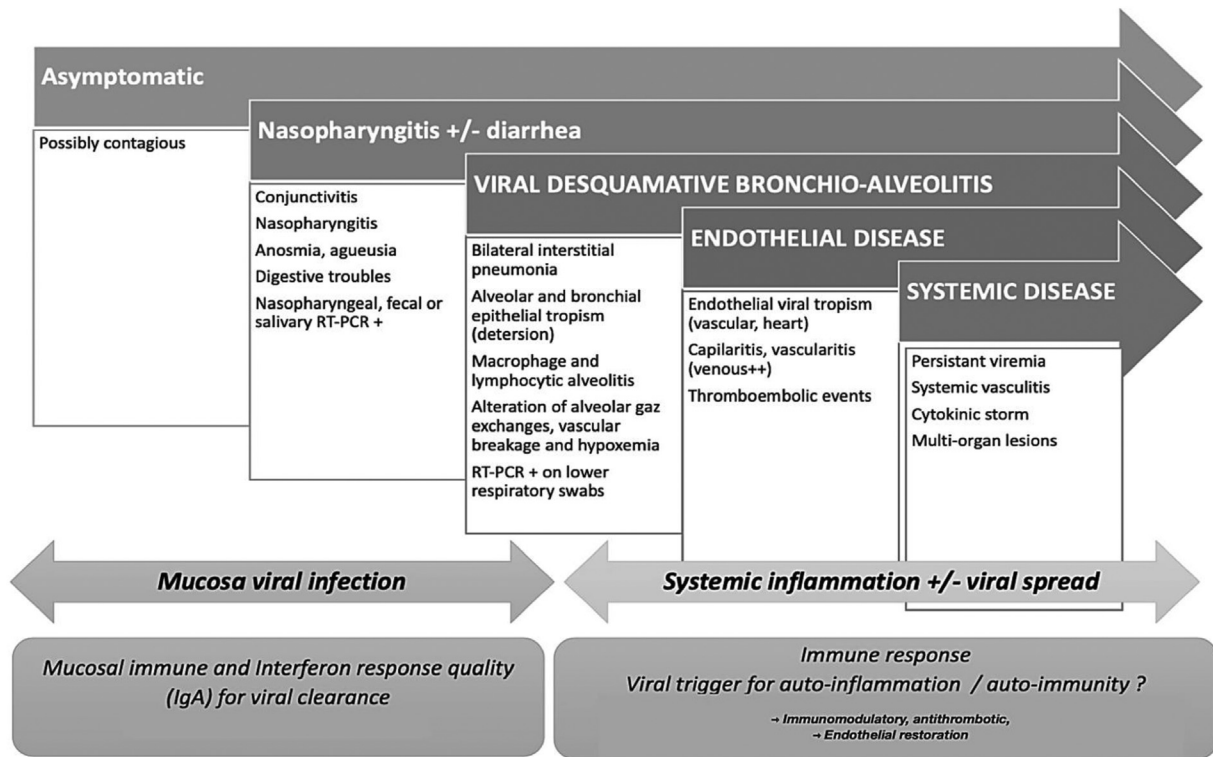 Asymptomatic
Possibly contagious
Nasopharyngitis +/- diarrhea
Conjunctivitis
Nasopharyngitis
Anosmia, agueusia
Digestive troubles
Nasopharyngeal, fecal or
salivary RT-PCR +
VIRAL DESQUAMATIVE BRONCHIO-ALVEOLITIS
Bilateral interstitial
pneumonia
Alveolar and bronchial
epithelial tropism
(detersion)
Macrophage and
lymphocytic alveolitis
Alteration of alveolar gaz
exchanges, vascular
breakage and hypoxemia
RT-PCR + on lower
respiratory swabs
ENDOTHELIAL DISEASE
Endothelial viral tropism
(vascular, heart)
Capilaritis, vascularitis
(venous++)
Thromboembolic events
SYSTEMIC DISEASE
Persistant viremia
Systemic vasculitis
Cytokinic storm
Multi-organ lesions
Mucosa viral infection
Systemic inflammation +/- viral spread
Mucosal immune and Interferon response quality
(IgA) for viral clearance
Immune response
Viral trigger for auto-inflammation / auto-immunity ?
→ Immunomodulatory, antithrombotic,
→ Endothelial restoration